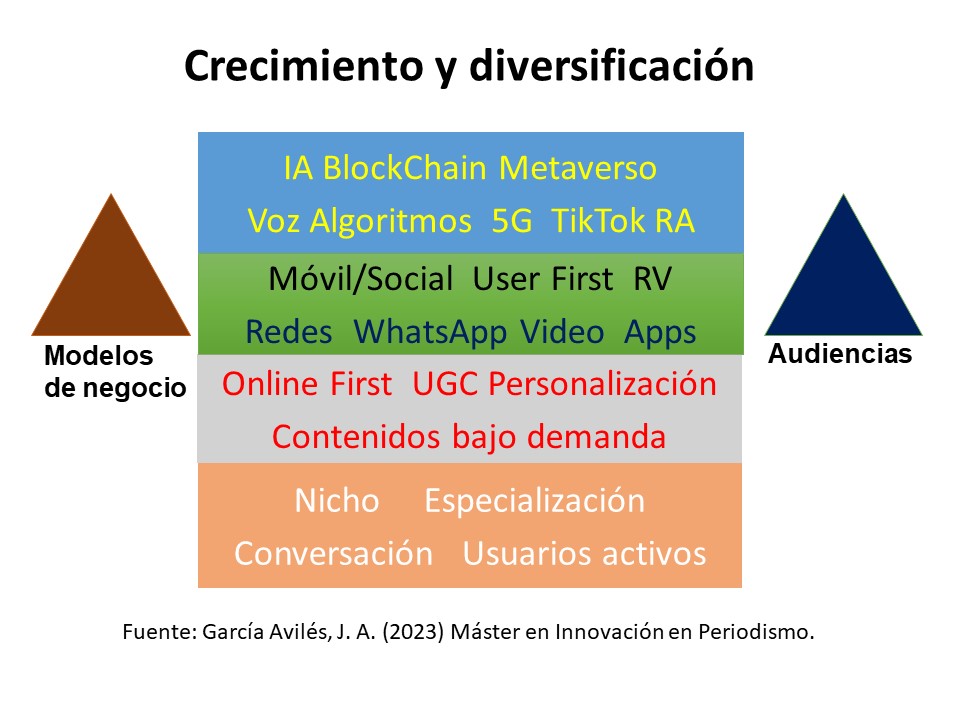 Crecimiento y diversificación
IA BlockChain Metaverso
Voz Algoritmos 5G TikTok RA
Móvil/Social User First RV
Redes WhatsApp Video Apps
Modelos
de negocio
Audiencias
Online First UGC Personalización
Contenidos bajo demanda
Nicho Especialización
Conversación Usuarios activos
Fuente: García Avilés, J. A. (2023) Máster en Innovación en Periodismo.